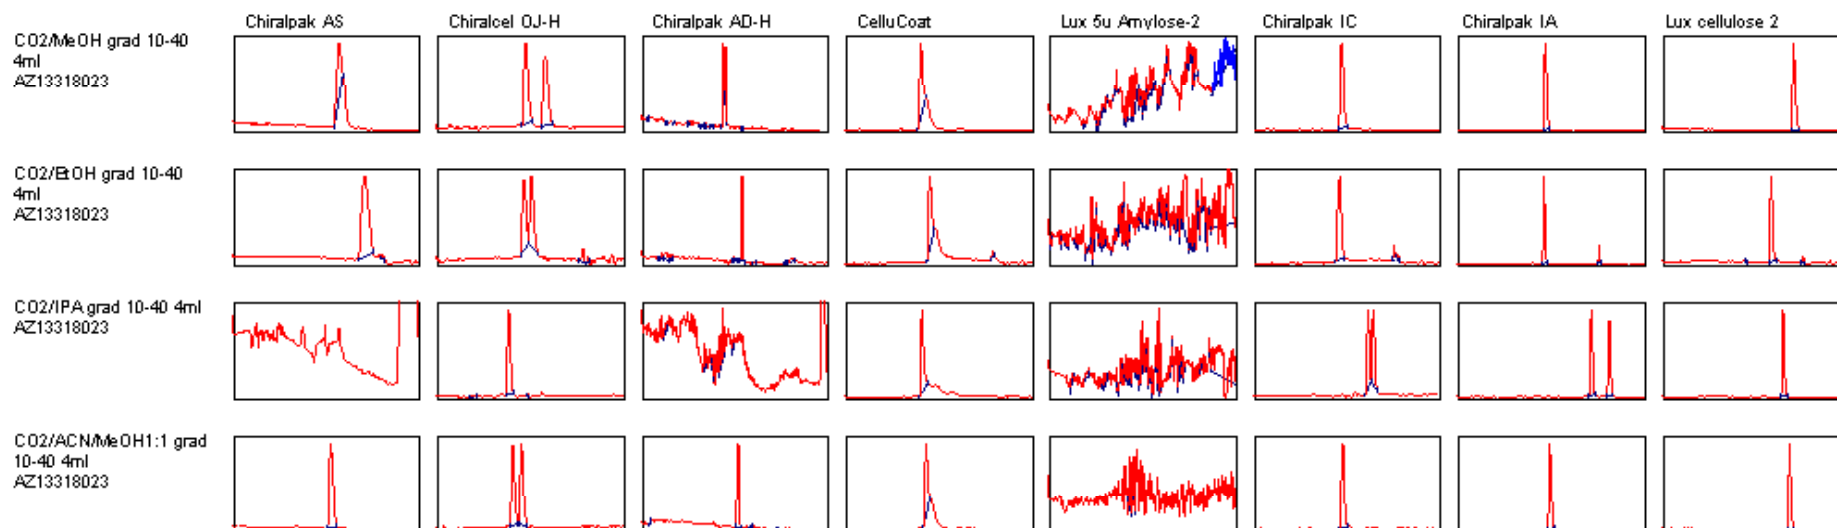 Chiralpak AS
Chiralcel OJ-H
Chiralpak AD-H
CelluCoat
Lux 5u Amylose-2
Chiralpak IC
Chiralpak IA
Lux cellulose 2
CO2/MeOH grad 10-40
4ml
AZ13318023
CO2/EtOH grad 10-40
4ml
AZ13318023
CO2/IPA grad 10-40 4ml
AZ13318023
CO2/ACN/MeOH1:1 grad
10-40 4ml
AZ13318023